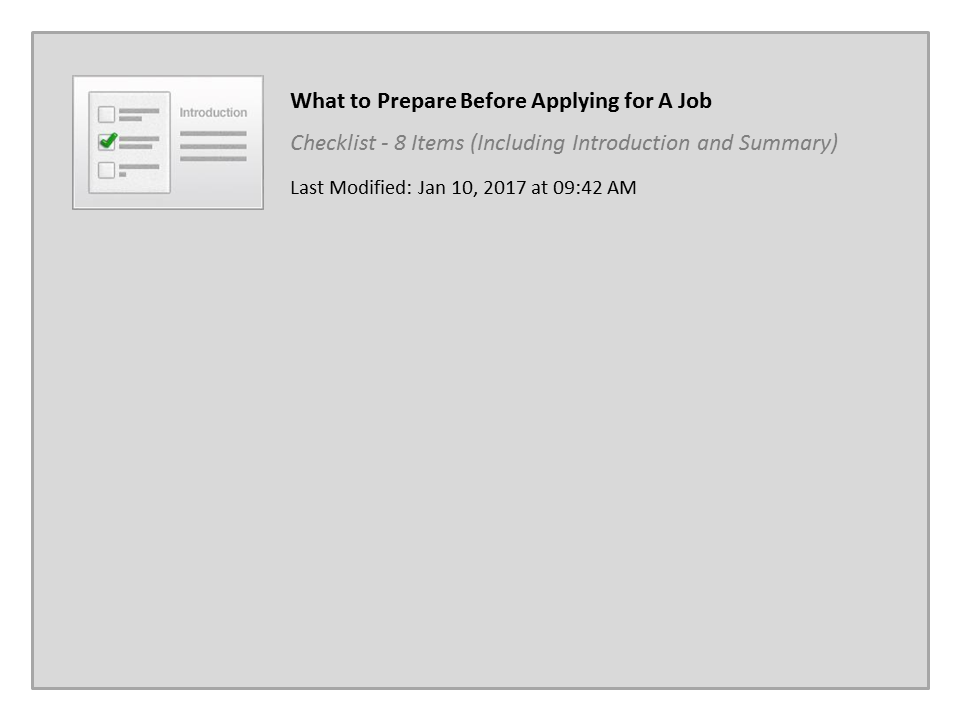 Introduction
What to Prepare Before Applying for A Job
Checklist - 8 Items (Including Introduction and Summary)
Last Modified: Jan 10, 2017 at 09:42 AM